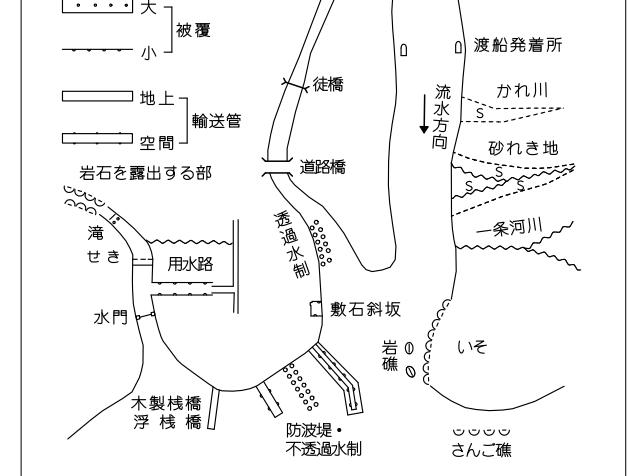 大
被覆
小
地上
輸送管
空間
岩石を露出する部
滝
せき
用水路
水門
木製桟橋
浮桟橋
徒橋
道路橋
透過水制
敷石斜坂
防波堤・
不透過水制
渡船発着所
流水方向
かれ川
S
砂れき地
S
S
S
一条河川
岩礁
いそ
さんご礁